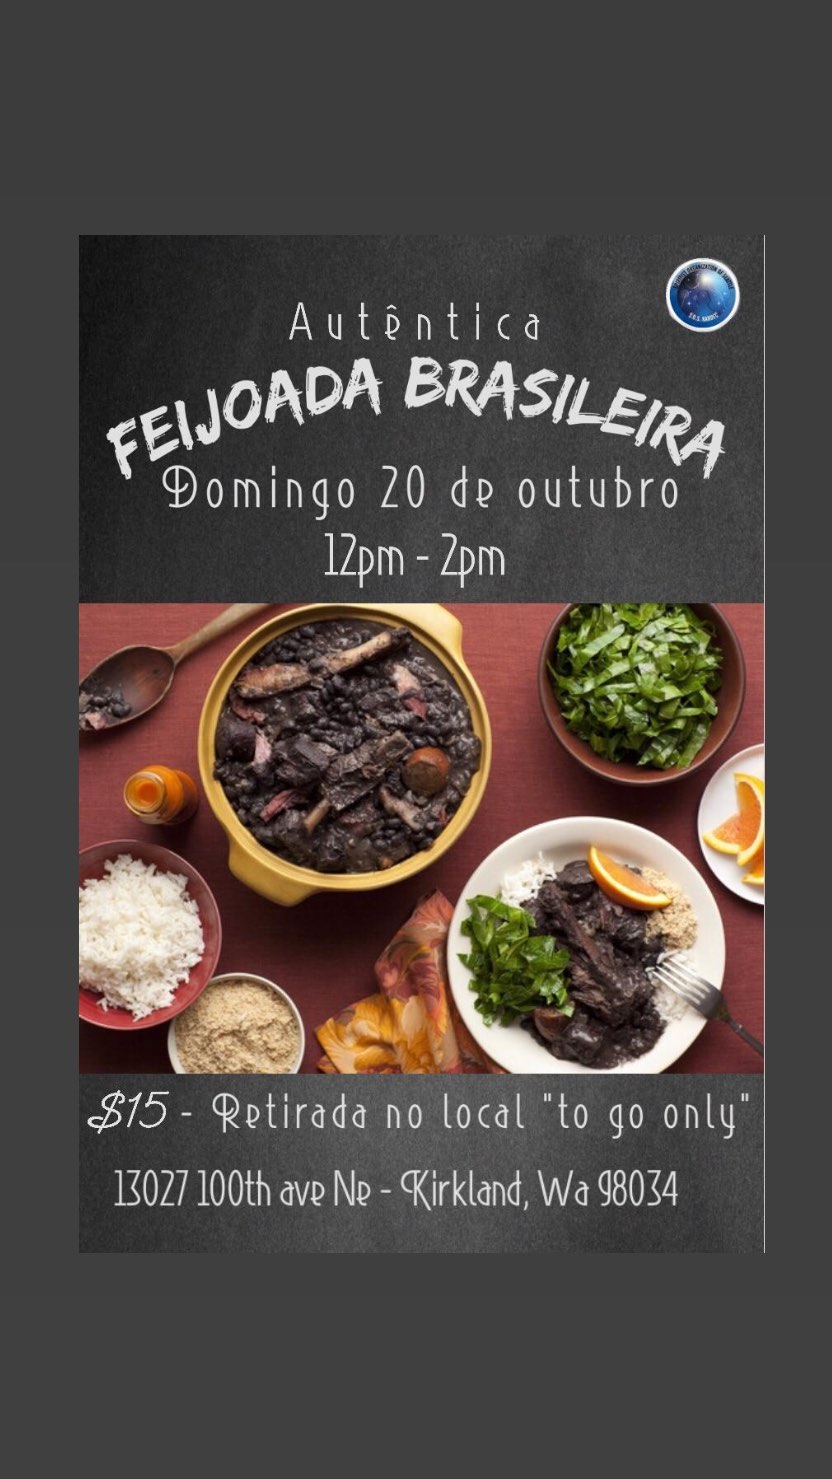 Autêntica
FEIJOADA BRASILEIRA
Domingo 20 de outubro
12pm - 2pm
$15 - Retirada no local "to go only"
13027 100th ave Ne - Kirkland, Wa 98034